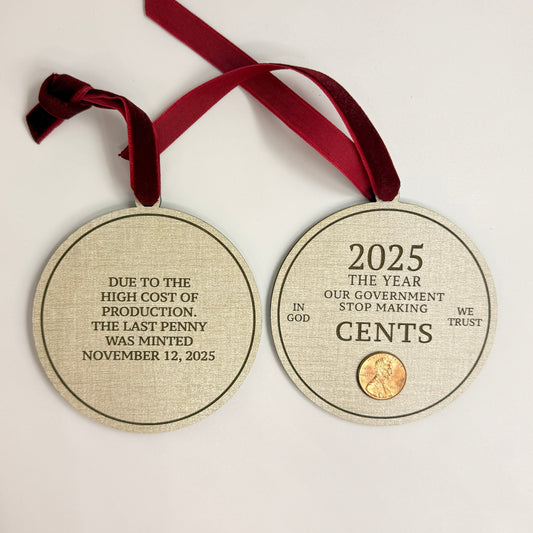 DUE TO THE
HIGH COST OF
PRODUCTION.
THE LAST PENNY
WAS MINTED
NOVEMBER 12, 2025
2025
THE YEAR
OUR GOVERNMENT
STOP MAKING
CENTS
IN
GOD
WE
TRUST